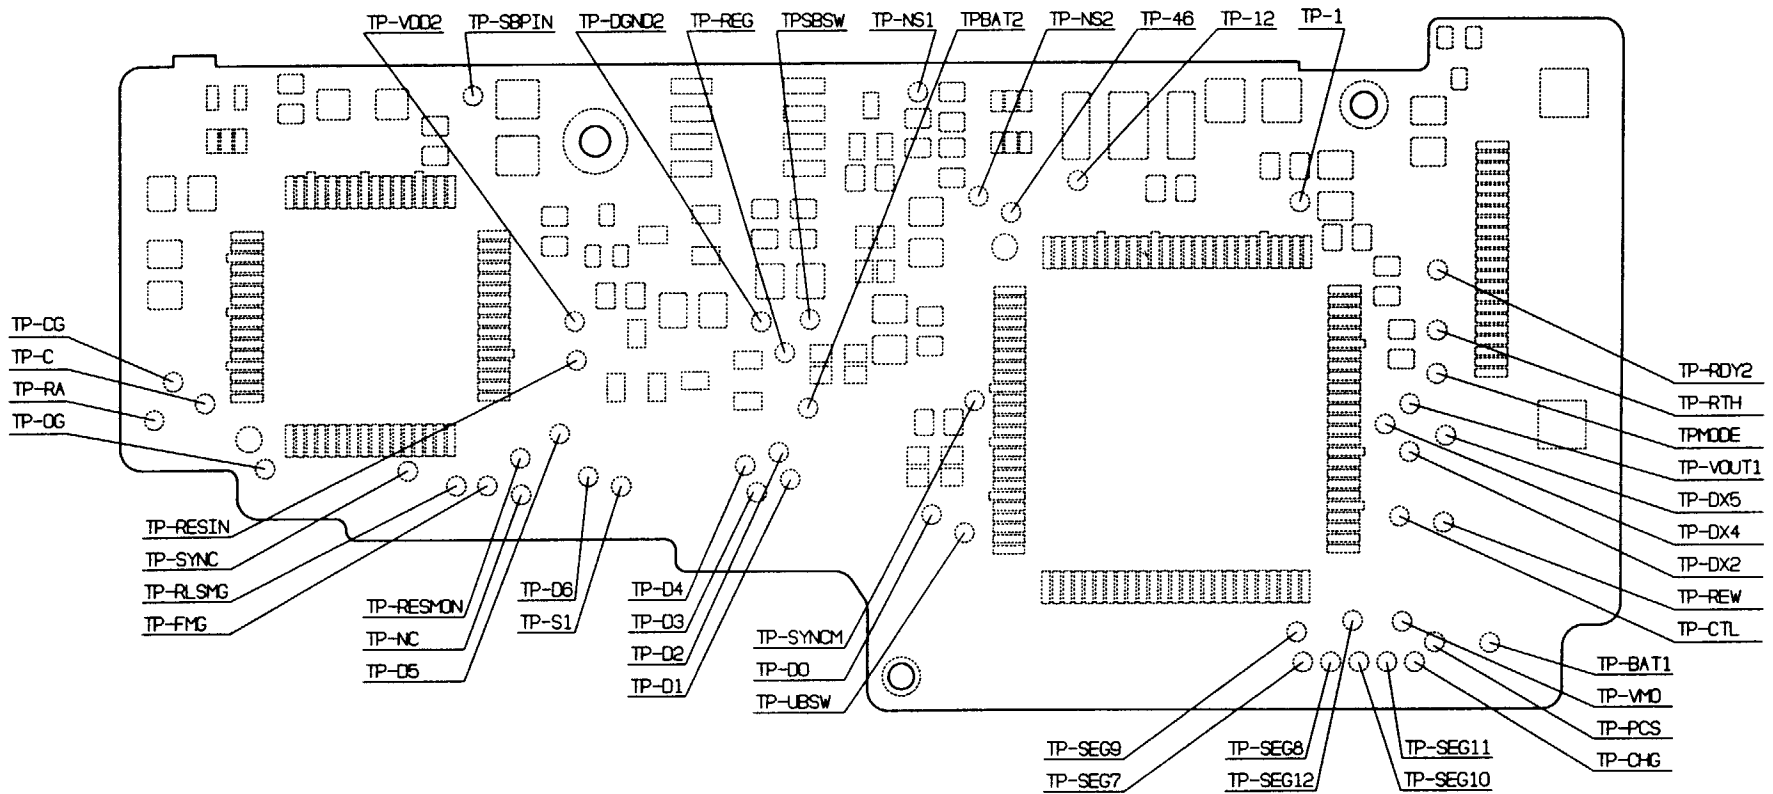 TP-VDD2
TP-SBPIN
TP-DGND2
TP-REG
TPSBSW
TP-NS1
TPBAT2
TP-NS2
TP-46
TP-12
TP-1
TP-CG
TP-C
TP-RA
TP-OG
TP-RESIN
TP-SYNC
TP-RLSMG
TP-FMG
TP-RESMON
TP-NC
TP-D5
TP-D6
TP-S1
TP-D4
TP-D3
TP-D2
TP-D1
TP-SYNCM
TP-DO
TP-UBSW
TP-RDY2
TP-RTH
TPMODE
TP-VOUT1
TP-DX5
TP-DX4
TP-DX2
TP-REW
TP-CTL
TP-BAT1
TP-VMO
TP-PCS
TP-CHG
TP-SEG9
TP-SEG7
TP-SEG8
TP-SEG12
TP-SEG11
TP-SEG10